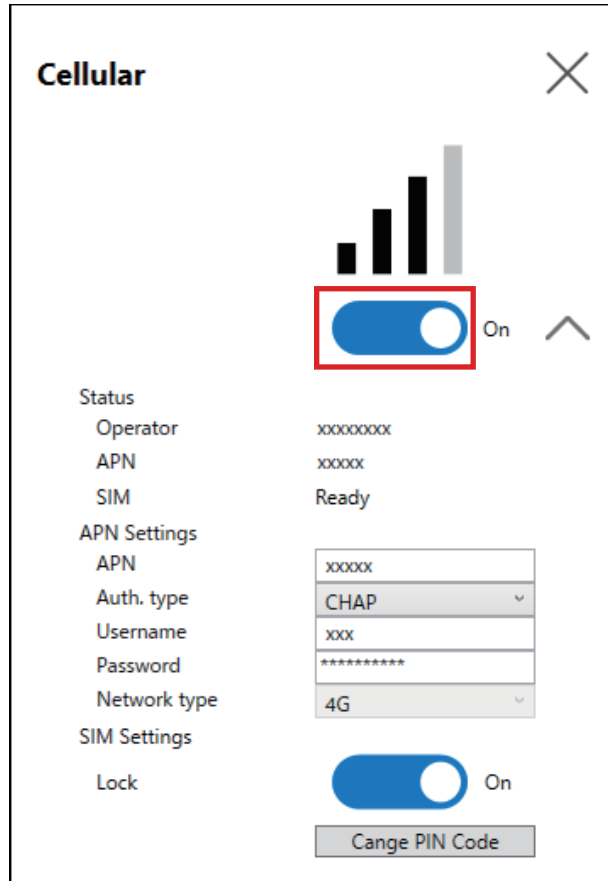 Cellular
On
Status
Operator xxxxxxxx
APN xxxxx
SIM Ready
APN Settings
APN xxxxx
Auth. type CHAP
Username xxx
Password **********
Network type 4G
SIM Settings
Lock On
Cange PIN Code